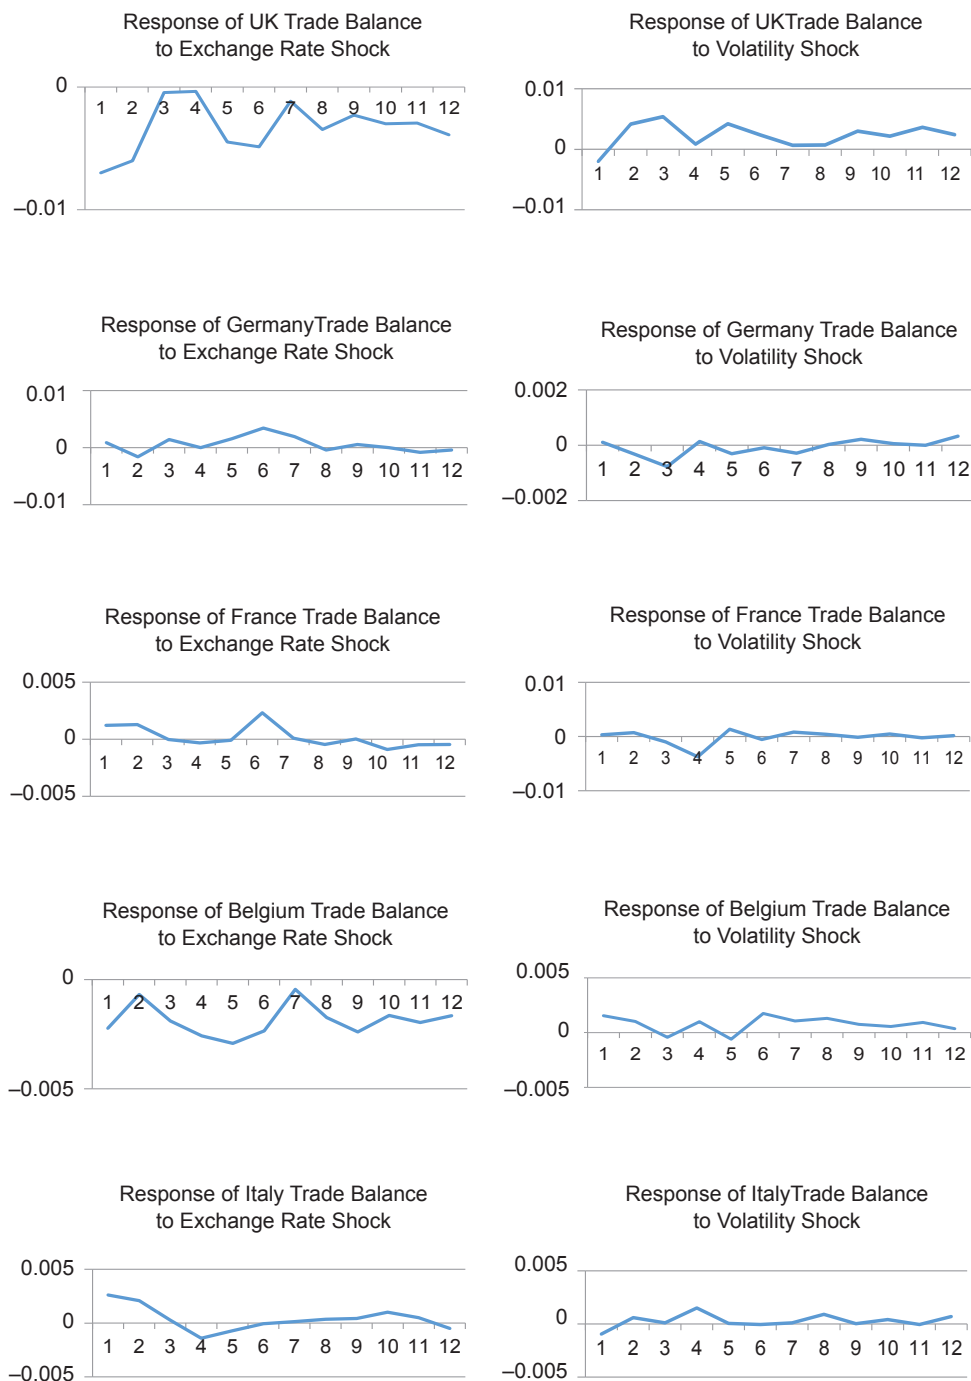 Response of UK Trade Balance
to Exchange Rate Shock
0
1 2 3 4 5 6 7 8 9 10 11 12
–0.01
Response of UKTrade Balance
to Volatility Shock
0.01
0
1 2 3 4 5 6 7 8 9 10 11 12
–0.01
Response of GermanyTrade Balance
to Exchange Rate Shock
0.01
0
1 2 3 4 5 6 7 8 9 10 11 12
–0.01
Response of Germany Trade Balance
to Volatility Shock
0.002
0
1 2 3 4 5 6 7 8 9 10 11 12
–0.002
Response of France Trade Balance
to Exchange Rate Shock
0.005
0
1 2 3 4 5 6 7 8 9 10 11 12
–0.005
Response of France Trade Balance
to Volatility Shock
0.01
0
1 2 3 4 5 6 7 8 9 10 11 12
–0.01
Response of Belgium Trade Balance
to Exchange Rate Shock
0
1 2 3 4 5 6 7 8 9 10 11 12
–0.005
Response of Belgium Trade Balance
to Volatility Shock
0.005
0
1 2 3 4 5 6 7 8 9 10 11 12
–0.005
Response of Italy Trade Balance
to Exchange Rate Shock
0.005
0
1 2 3 4 5 6 7 8 9 10 11 12
–0.005
Response of ItalyTrade Balance
to Volatility Shock
0.005
0
1 2 3 4 5 6 7 8 9 10 11 12
–0.005